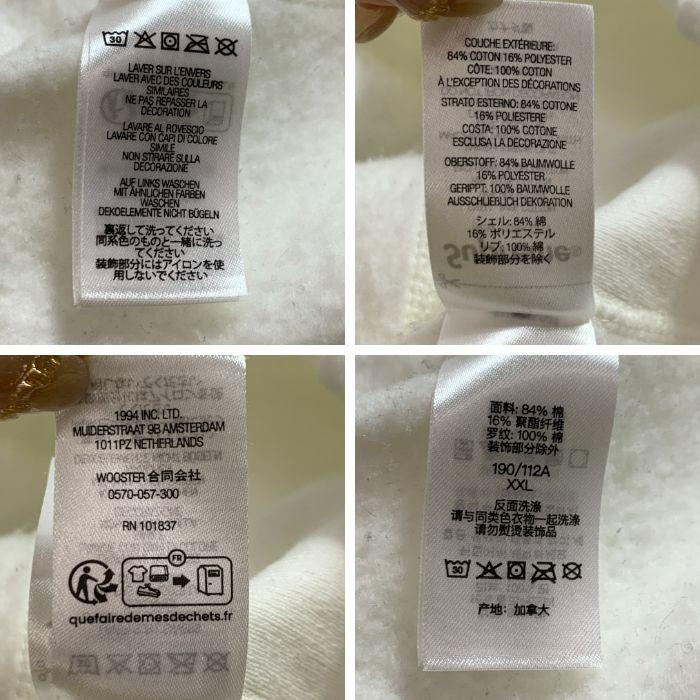 30
LAVER SUR L'ENVERS
LAVER AVEC DES COULEURS
SIMILAIRES
NE PAS REPASSER LA
DÉCORATION
LAVARE AL ROVESCIO
LAVARE CON CAPI DI COLORE
SIMILE
NON STIRARE SULLA
DECORAZIONE
AUF LINKS WASCHEN
MIT ÄHNLICHEN FARBEN
WASCHEN
DEKOELEMENTE NICHT BÜGELN
裏返して洗ってください
同系色のものと一緒に洗っ
てください
装飾部分にはアイロンを使
用しないでください
COUCHE EXTÉRIEURE:
84% COTON 16% POLYESTER
CÔTE: 100% COTON
À L'EXCEPTION DES DÉCORATIONS
STRATO ESTERNO: 84% COTONE
16% POLIESTERE
COSTA: 100% COTONE
ESCLUSA LA DECORAZIONE
OBERSTOFF: 84% BAUMWOLLE
16% POLYESTER
GERIPPT: 100% BAUMWOLLE
AUSSCHLIEBLICH DEKORATION
シェル: 84% 綿
16% ポリエステル
リブ: 100% 綿
装飾部分を除く
1994 INC. LTD.
MUIDERSTRAAT 9B AMSTERDAM
1011PZ NETHERLANDS
WOOSTER 合同会社
0570-057-300
RN 101837
FR
quefairedemesdechets.fr
面料: 84% 棉
16% 聚酯纤维
罗纹: 100% 棉
装饰部分除外
190/112A
XXL
反面洗涤
请与同类色衣物一起洗涤
请勿熨烫装饰品
30
产地: 加拿大